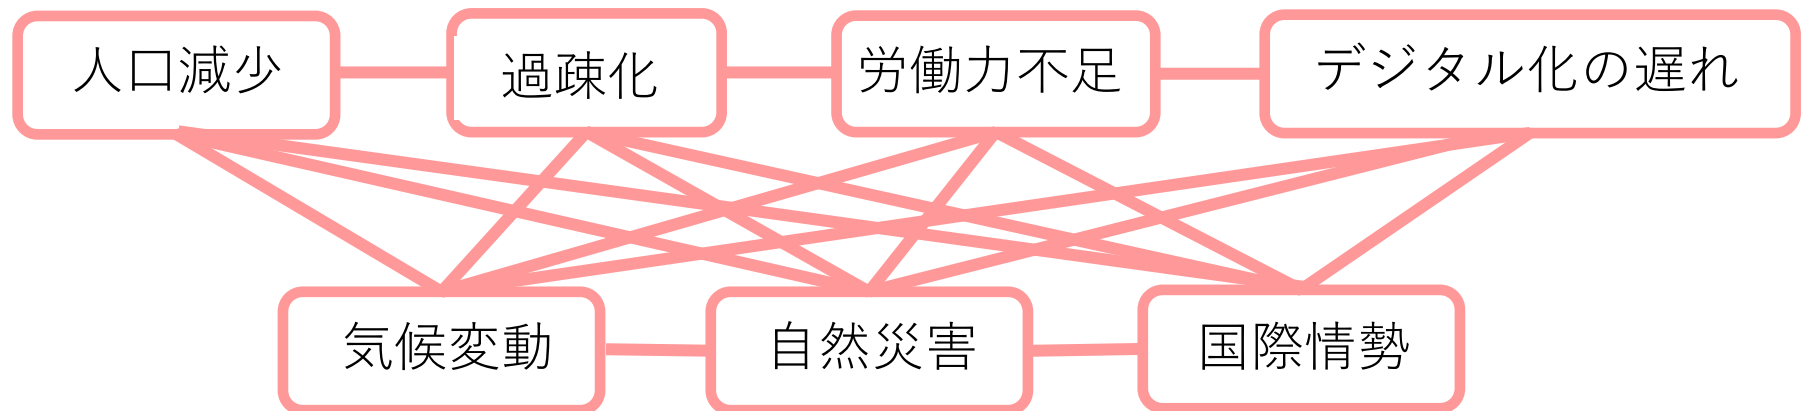 人口減少
過疎化
労働力不足
デジタル化の遅れ
気候変動
自然災害
国際情勢